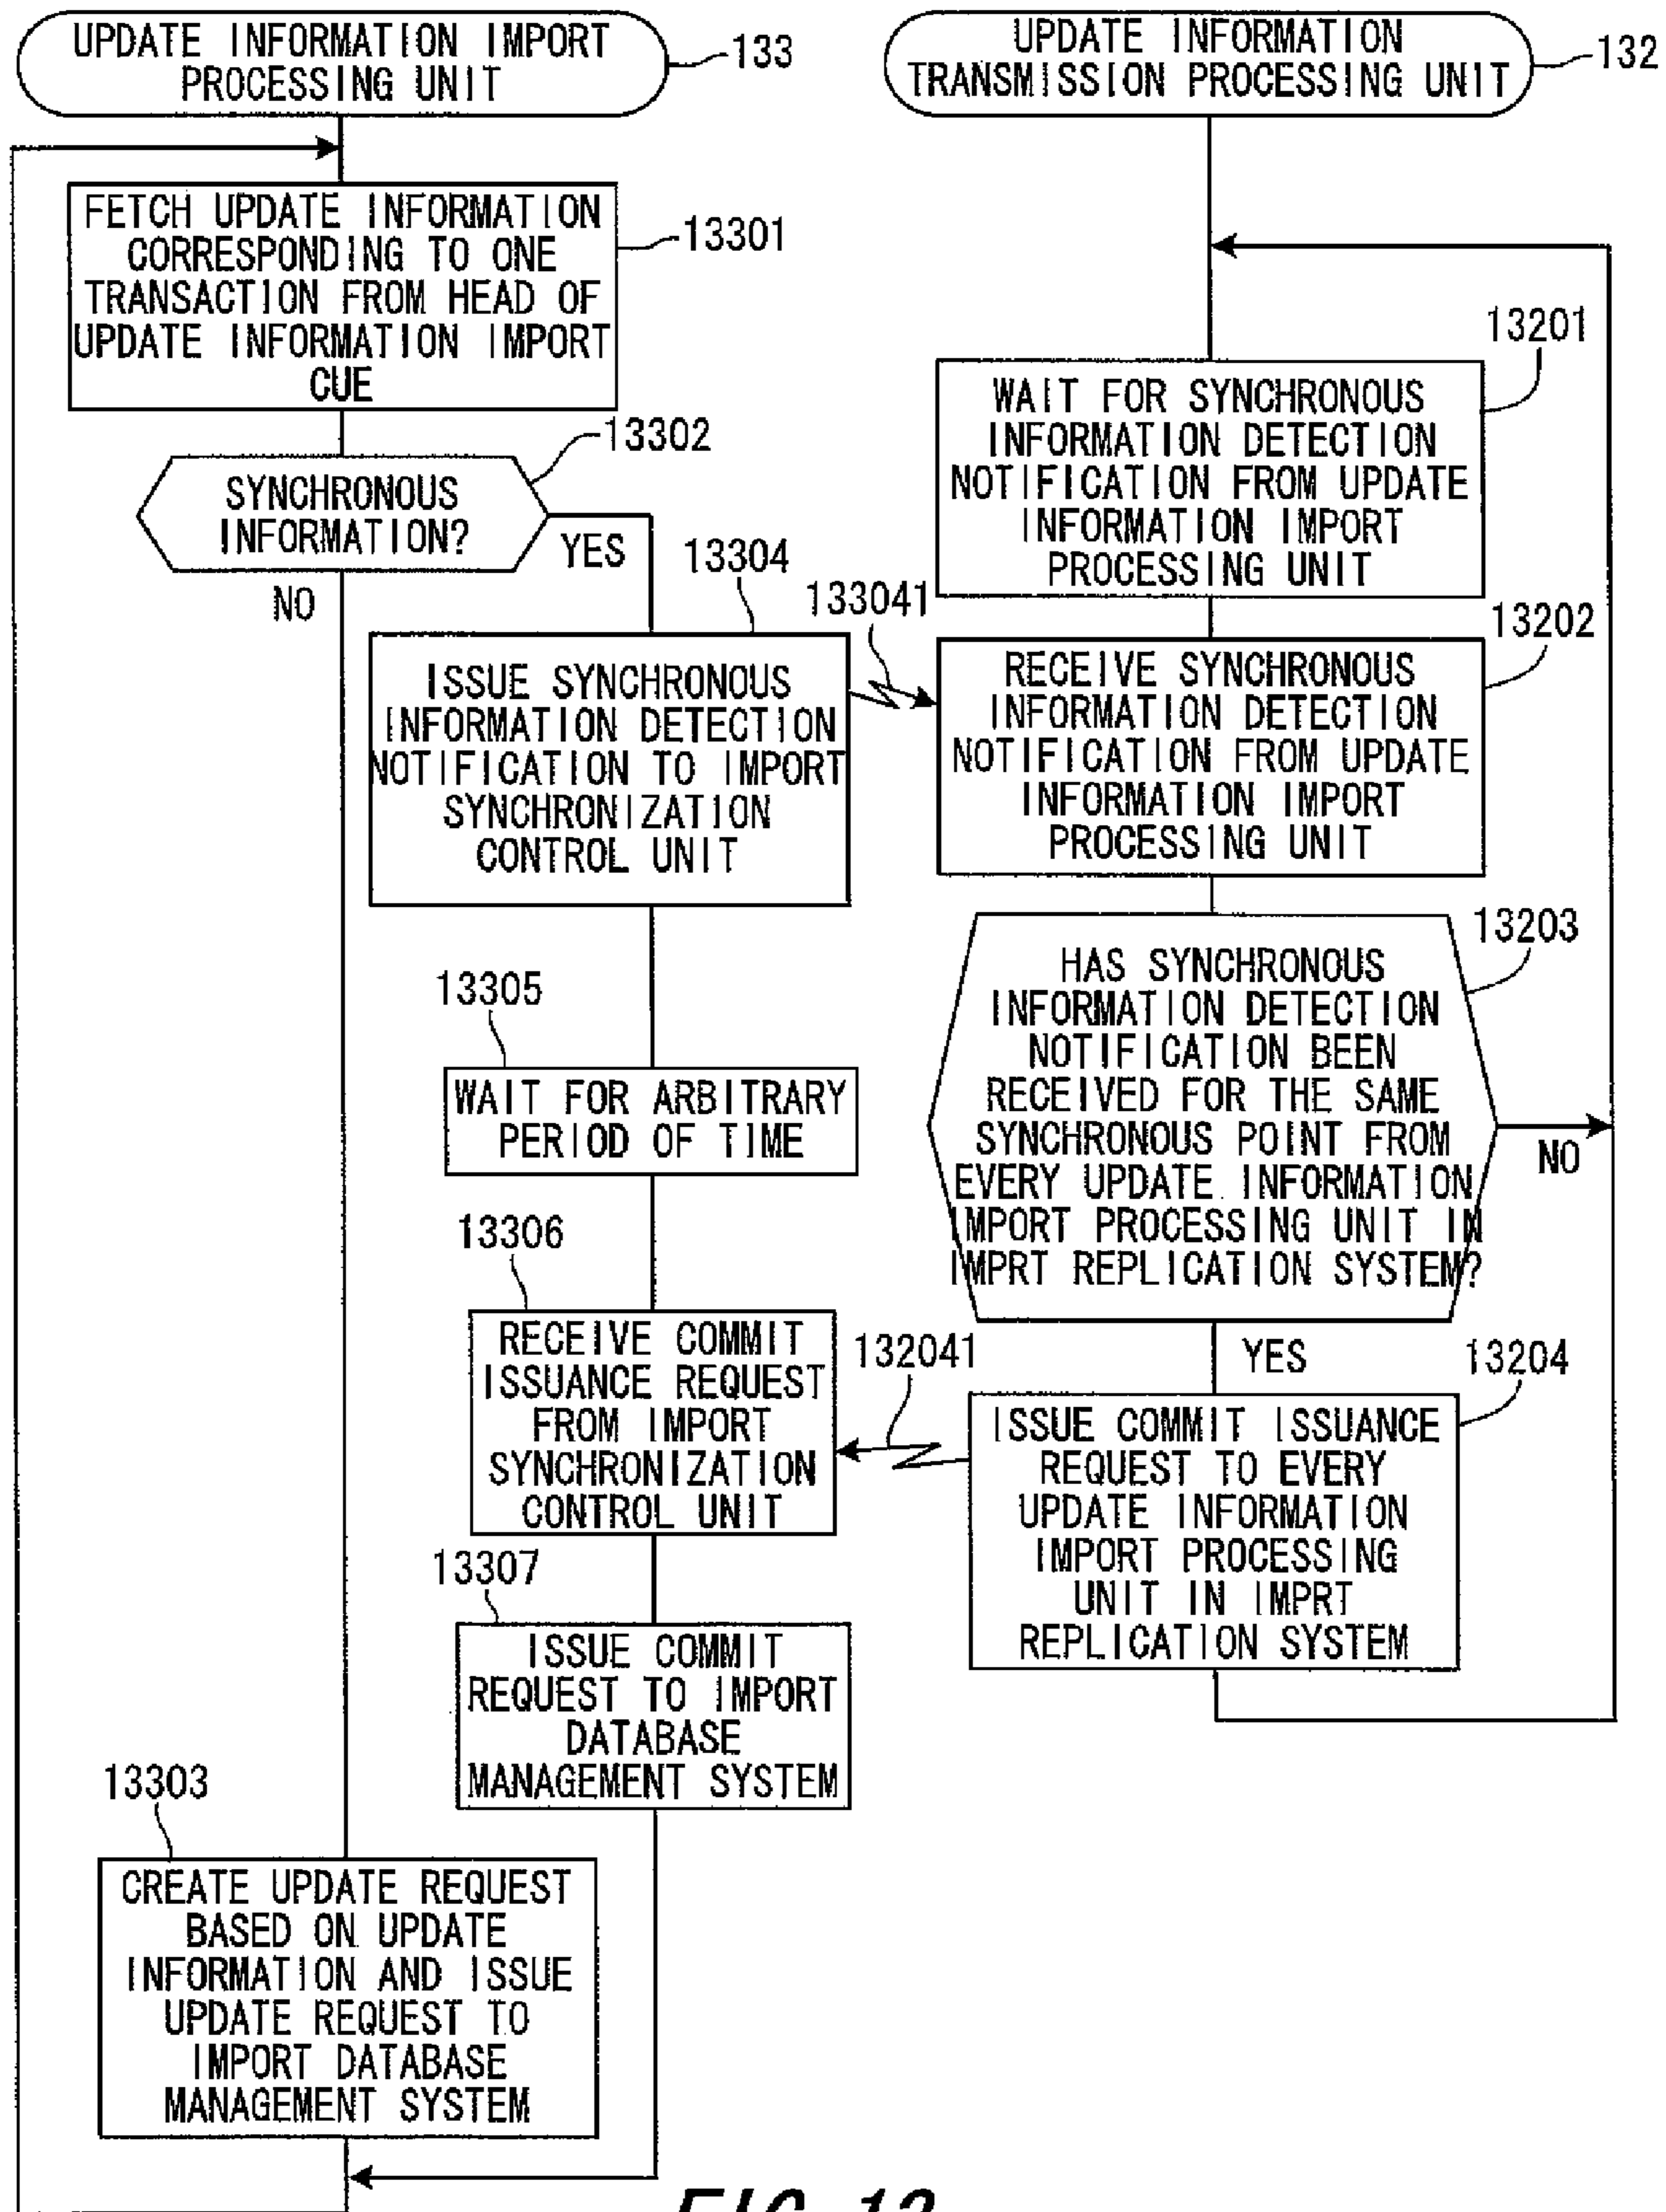 UPDATE INFORMATION IMPORT
PROCESSING UNIT
133
FETCH UPDATE INFORMATION
CORRESPONDING TO ONE
TRANSACTION FROM HEAD OF
UPDATE INFORMATION IMPORT
CUE
13301
13302
SYNCHRONOUS
INFORMATION?
YES
NO
13304
133041
ISSUE SYNCHRONOUS
INFORMATION DETECTION
NOTIFICATION TO IMPORT
SYNCHRONIZATION
CONTROL UNIT
13305
WAIT FOR ARBITRARY
PERIOD OF TIME
13306
RECEIVE COMMIT
ISSUANCE REQUEST
FROM IMPORT
SYNCHRONIZATION
CONTROL UNIT
132041
13307
ISSUE COMMIT
REQUEST TO IMPORT
DATABASE
MANAGEMENT SYSTEM
13303
CREATE UPDATE REQUEST
BASED ON UPDATE
INFORMATION AND ISSUE
UPDATE REQUEST TO
IMPORT DATABASE
MANAGEMENT SYSTEM
UPDATE INFORMATION
TRANSMISSION PROCESSING UNIT
132
13201
WAIT FOR SYNCHRONOUS
INFORMATION DETECTION
NOTIFICATION FROM UPDATE
INFORMATION IMPORT
PROCESSING UNIT
13202
RECEIVE SYNCHRONOUS
INFORMATION DETECTION
NOTIFICATION FROM UPDATE
INFORMATION IMPORT
PROCESSING UNIT
13203
HAS SYNCHRONOUS
INFORMATION DETECTION
NOTIFICATION BEEN
RECEIVED FOR THE SAME
SYNCHRONOUS POINT FROM
EVERY UPDATE INFORMATION
IMPORT PROCESSING UNIT IN
IMPRT REPLICATION SYSTEM?
NO
YES
13204
ISSUE COMMIT ISSUANCE
REQUEST TO EVERY
UPDATE INFORMATION
IMPORT PROCESSING
UNIT IN IMPRT
REPLICATION SYSTEM